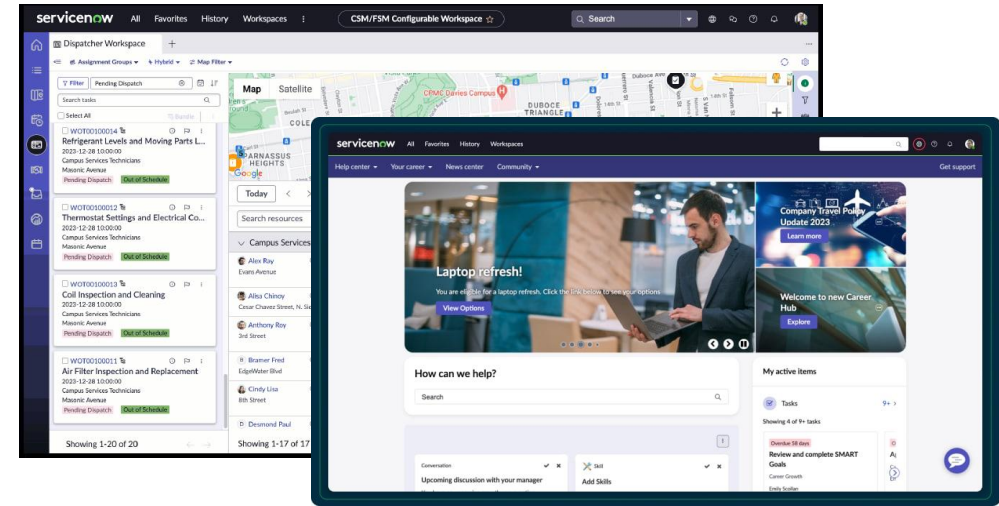 servicenow All Favorites History Workspaces CSM/FSM Configurable Workspace Search
Dispatcher Workspace
Assignment Groups Hybrid Map Filter
Filter Pending Dispatch
Search tasks
Select All Bundle
WOT00100014
Refrigerant Levels and Moving Parts L...
2023-12-28 10:00:00
Campus Services Technicians
Masonic Avenue
Pending Dispatch Out of Schedule
WOT00100012
Thermostat Settings and Electrical Co...
2023-12-28 10:00:00
Campus Services Technicians
Masonic Avenue
Pending Dispatch Out of Schedule
WOT00100013
Coil Inspection and Cleaning
2023-12-28 10:00:00
Campus Services Technicians
Masonic Avenue
Pending Dispatch Out of Schedule
WOT00100011
Air Filter Inspection and Replacement
2023-12-28 10:00:00
Campus Services Technicians
Masonic Avenue
Pending Dispatch Out of Schedule
Showing 1-20 of 20
Map Satellite
CPMC Davies Campus
DUBOCE
TRIANGLE
Duboce Ave
14th St
COLE
PARNASSUS
HEIGHTS
Google
Today
Search resources
Campus Services
Alex Ray
Evans Avenue
Alisa Chinoy
Cesar Chavez Street, N. Sie
Anthony Roy
3rd Street
B Bramer Fred
EdgeWater Blvd
Cindy Lisa
8th Street
D Desmond Paul
Showing 1-17 of 17
servicenow All Favorites History Workspaces
Help center Your career News center Community Get support
Laptop refresh!
You are eligible for a laptop refresh. Click the link below to see your options
View Options
Company Travel Policy
Update 2023
Learn more
Welcome to new Career
Hub
Explore
How can we help?
Search
Conversation
Upcoming discussion with your manager
Skill
Add Skills
My active items
Tasks 9+
Showing 4 of 9+ tasks
Overdue 58 days
Review and complete SMART
Goals
Career Growth
Emily Scollan